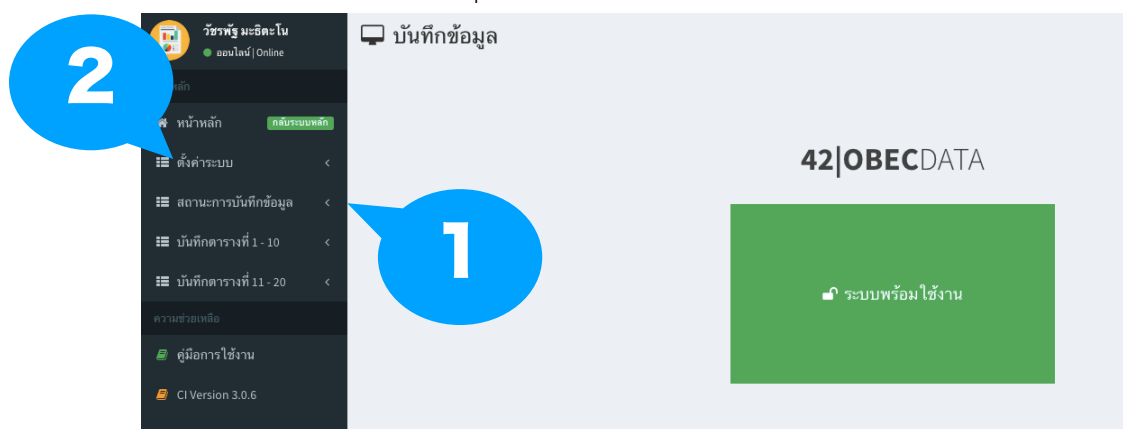 วัชรพัฐ มะธิตะโน
ออนไลน์ | Online
2
หน้าหลัก
กลับระบบหลัก
ตั้งค่าระบบ
สถานะการบันทึกข้อมูล
บันทึกตารางที่ 1 - 10
บันทึกตารางที่ 11 - 20
ความช่วยเหลือ
คู่มือการใช้งาน
CI Version 3.0.6
บันทึกข้อมูล
42|OBECDATA
1
ระบบพร้อมใช้งาน